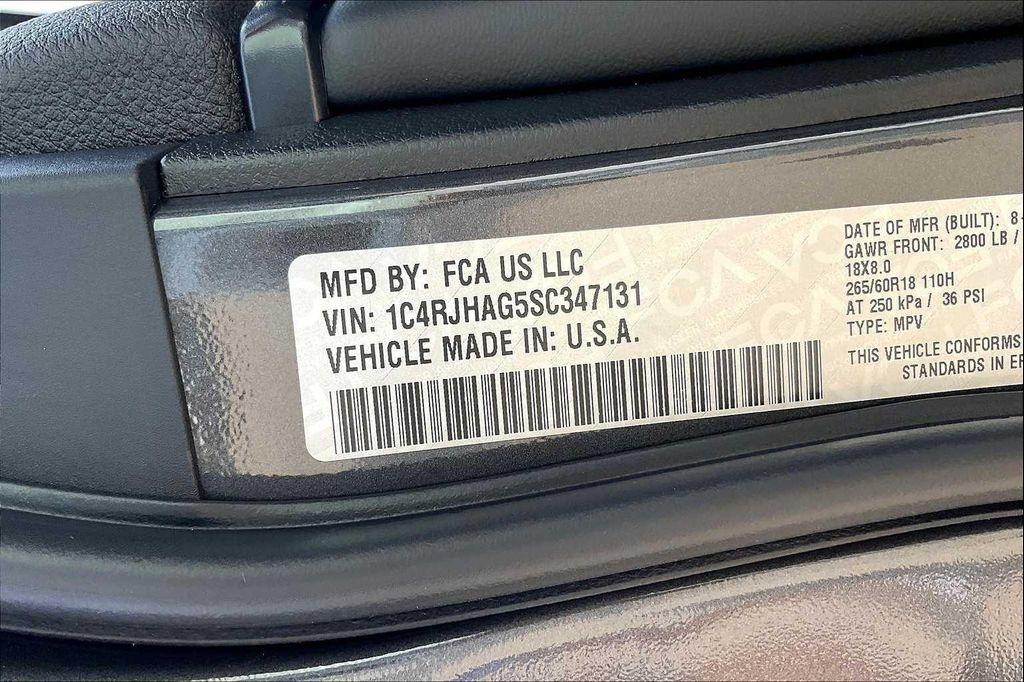 MFD BY: FCA US LLC
VIN: 1C4RJHAG5SC347131
VEHICLE MADE IN: U.S.A.
DATE OF MFR (BUILT): 8-
GAWR FRONT: 2800 LB /
18X8.0
265/60R18 110H
AT 250 kPa / 36 PSI
TYPE: MPV
THIS VEHICLE CONFORMS
STANDARDS IN